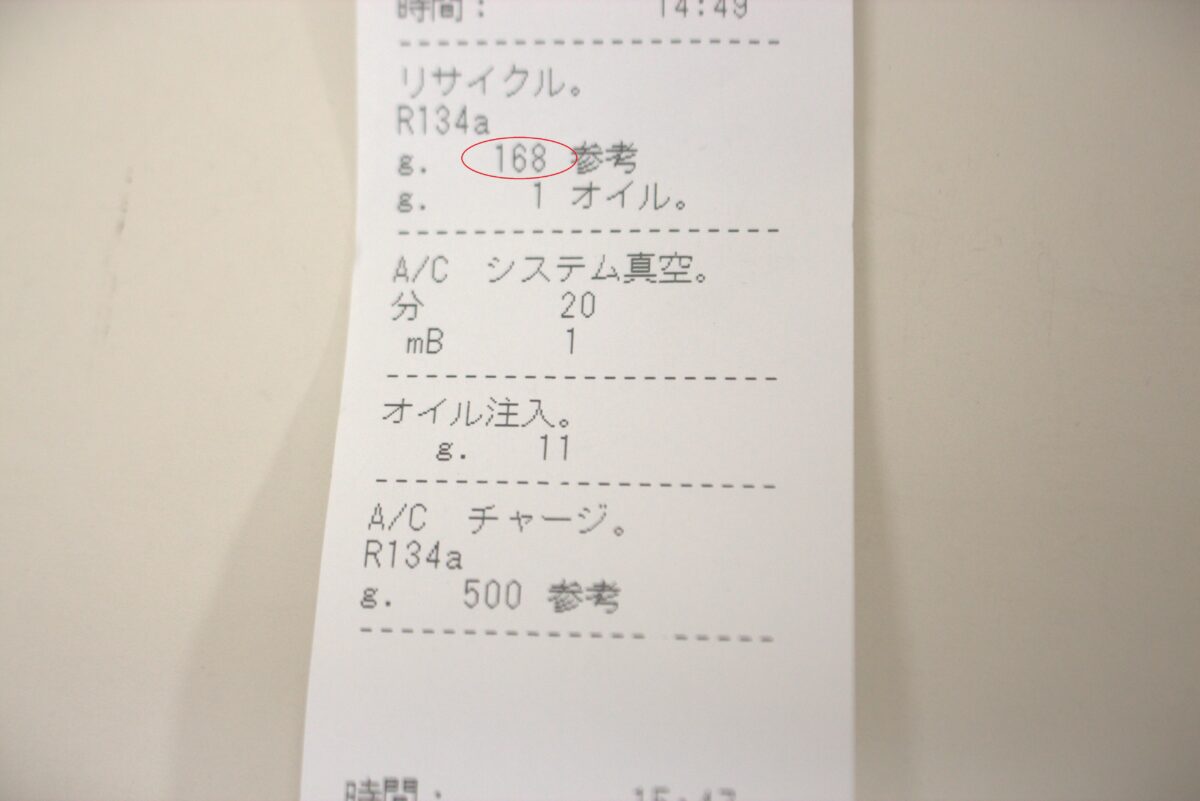 時間： 14:49
--------------------
リサイクル。
R134a
g. 168 参考
g. 1 オイル。
--------------------
A/C システム真空。
分 20
mB 1
--------------------
オイル注入。
g. 11
--------------------
A/C チャージ。
R134a
g. 500 参考
--------------------
時間：